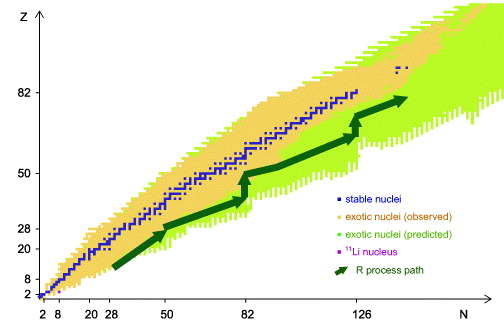 Z
82
50
28
20
8
2
stable nuclei
exotic nuclei (observed)
exotic nuclei (predicted)
¹¹Li nucleus
R process path
2 8 20 28 50 82 126 N